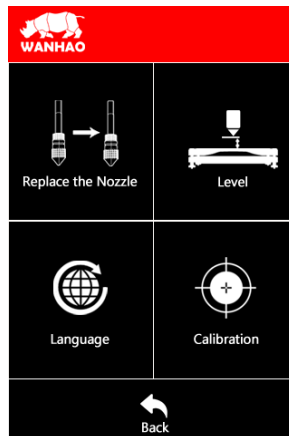 WANHAO
Replace the Nozzle
Level
Language
Calibration
Back